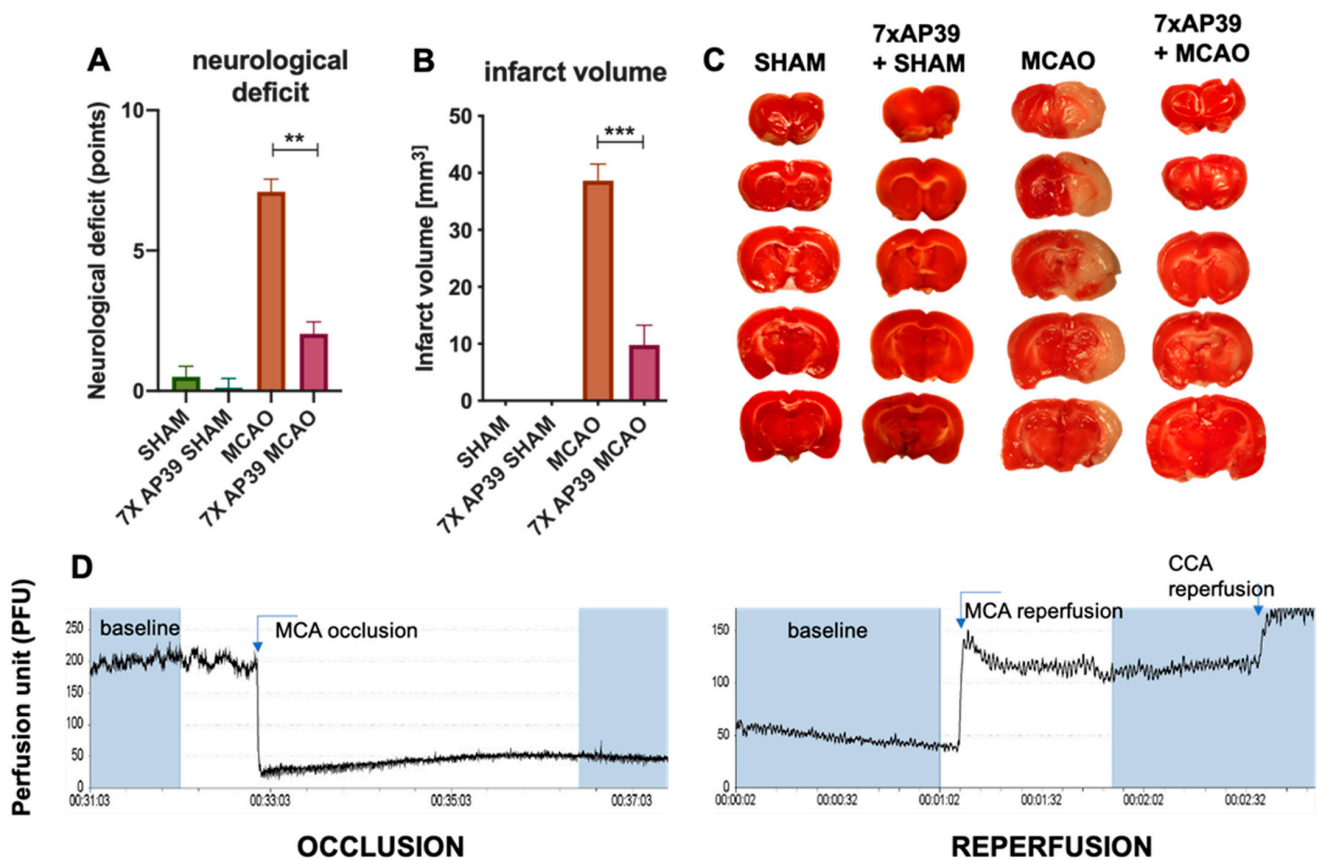 A
neurological
deficit
Neurological deficit (points)
10
5
0
**
SHAM
7X AP39 SHAM
MCAO
7X AP39 MCAO
B
infarct volume
Infarct volume [mm³]
50
40
30
20
10
0
***
SHAM
7X AP39 SHAM
MCAO
7X AP39 MCAO
C
SHAM
7xAP39
+ SHAM
MCAO
7xAP39
+ MCAO
D
Perfusion unit (PFU)
250
200
150
100
50
0
baseline
MCA occlusion
00:31:03
00:33:03
00:35:03
00:37:03
OCCLUSION
150
100
50
0
baseline
MCA reperfusion
CCA
reperfusion
00:00:02
00:00:32
00:01:02
00:01:32
00:02:02
00:02:32
REPERFUSION